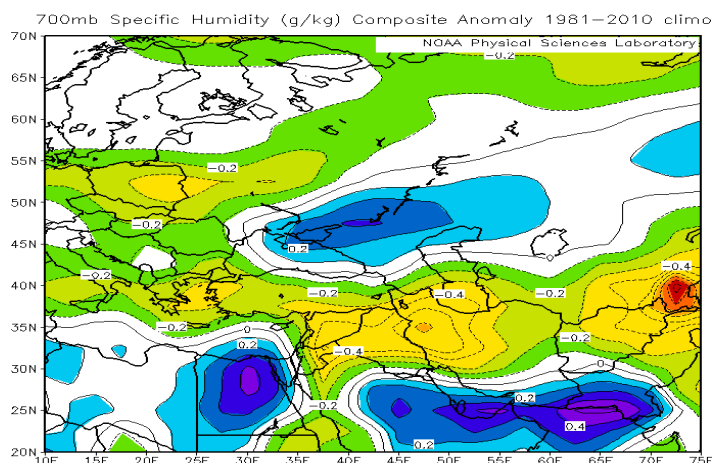 700mb Specific Humidity (g/kg) Composite Anomaly 1981-2010 climo
NOAA Physical Sciences Laboratory
70N
-0.2
65N
60N
55N
-0.2
50N
45N
0.2
-0.4
-0.2
40N
-0.2
-0.4
-0.2
35N
-0.2
0
-0.2
0.2
-0.4
0
30N
-0.2
25N
0.2
0.4
0.2
20N
10E 15E 20E 25E 30E 35E 40E 45E 50E 55E 60E 65E 70E 75E